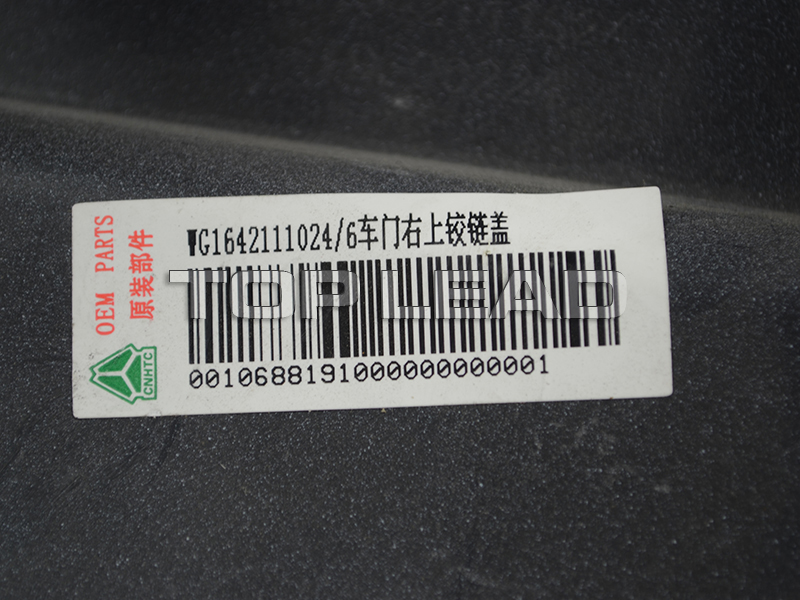 WG1642111024/6车门右上铰链盖
TOP LEAD
0010688191000000000001
OEM PARTS
原装部件
CNHTC